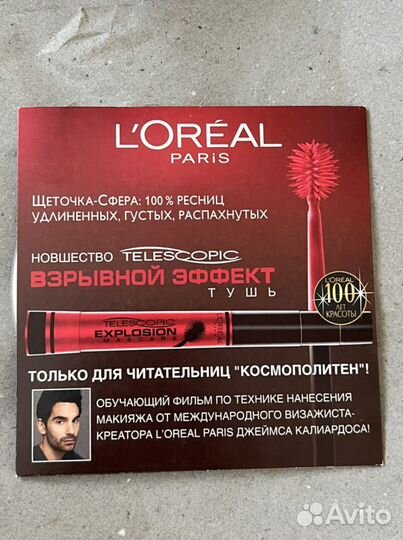 L'ORÉAL
PARIS
ЩЕТОЧКА-СФЕРА: 100 % РЕСНИЦ
УДЛИНЕННЫХ, ГУСТЫХ, РАСПАХНУТЫХ
НОВШЕСТВО TELESCOPIC
ВЗРЫВНОЙ ЭФФЕКТ
ТУШЬ
L'ORÉAL
100
ЛЕТ
КРАСОТЫ
TELESCOPIC
EXPLOSION
MASCARA
L'ORÉAL
ТОЛЬКО ДЛЯ ЧИТАТЕЛЬНИЦ "КОСМОПОЛИТЕН"!
ОБУЧАЮЩИЙ ФИЛЬМ ПО ТЕХНИКЕ НАНЕСЕНИЯ
МАКИЯЖА ОТ МЕЖДУНАРОДНОГО ВИЗАЖИСТА-
КРЕАТОРА L'OREAL PARIS ДЖЕЙМСА КАЛИАРДОСА!
Avito